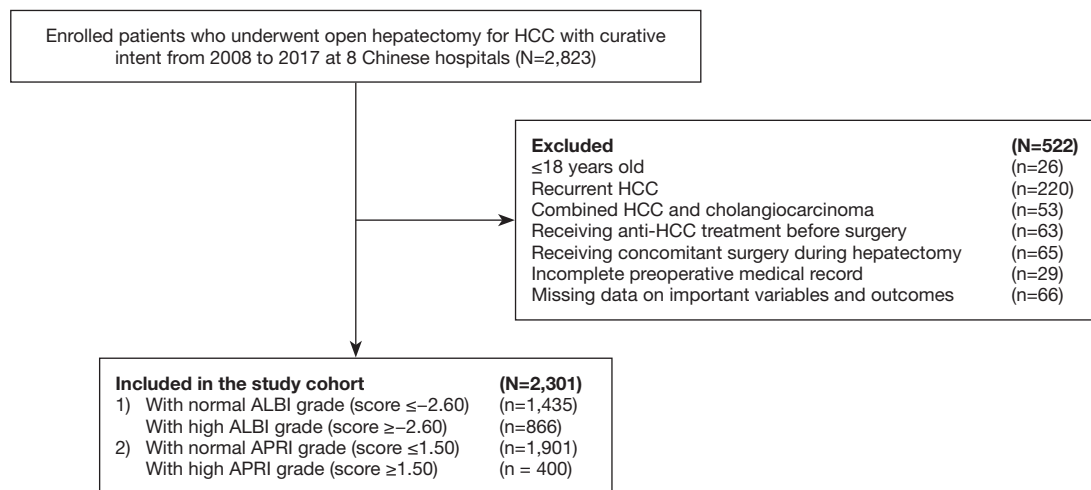 Enrolled patients who underwent open hepatectomy for HCC with curative
intent from 2008 to 2017 at 8 Chinese hospitals (N=2,823)
Excluded (N=522)
≤18 years old (n=26)
Recurrent HCC (n=220)
Combined HCC and cholangiocarcinoma (n=53)
Receiving anti-HCC treatment before surgery (n=63)
Receiving concomitant surgery during hepatectomy (n=65)
Incomplete preoperative medical record (n=29)
Missing data on important variables and outcomes (n=66)
Included in the study cohort (N=2,301)
1) With normal ALBI grade (score ≤−2.60) (n=1,435)
With high ALBI grade (score ≥−2.60) (n=866)
2) With normal APRI grade (score ≤1.50) (n=1,901)
With high APRI grade (score ≥1.50) (n = 400)